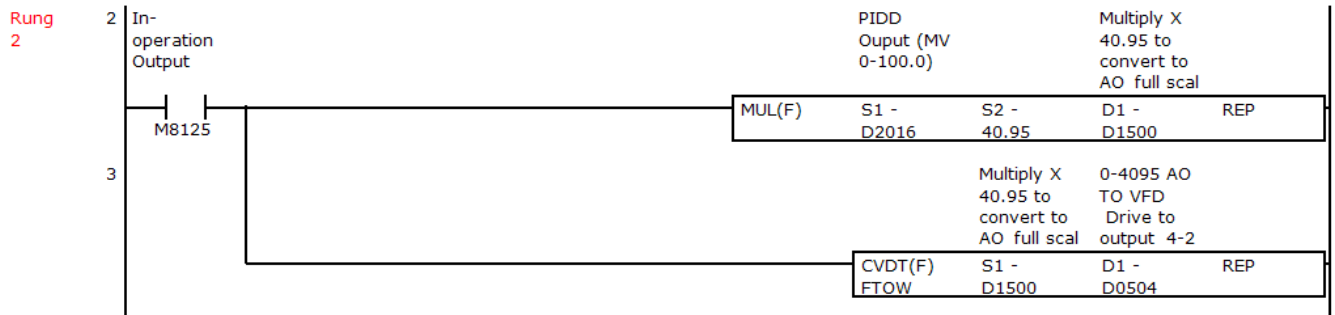 Rung 2
2
In-
operation
Output
PIDD
Ouput (MV
0-100.0)
Multiply X
40.95 to
convert to
AO full scal
M8125
MUL(F) S1 - S2 - D1 - REP
D2016 40.95 D1500
3
Multiply X
40.95 to
convert to
AO full scal
0-4095 AO
TO VFD
Drive to
output 4-2
CVDT(F) S1 - D1 - REP
FTOW D1500 D0504